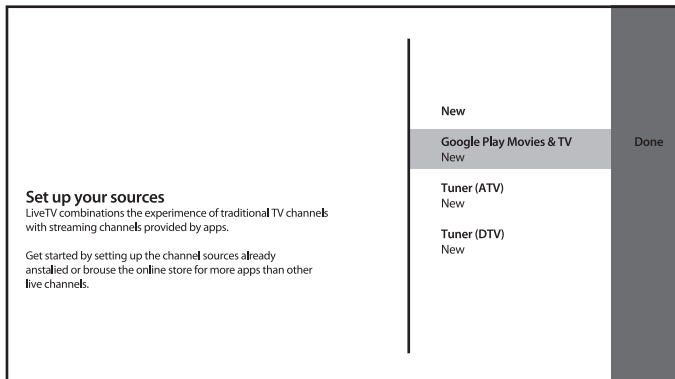 Set up your sources
LiveTV combinations the experimence of traditional TV channels
with streaming channels provided by apps.
Get started by setting up the channel sources already
anstalied or brouse the online store for more apps than other
live channels.
New
Google Play Movies & TV
New
Tuner (ATV)
New
Tuner (DTV)
New
Done